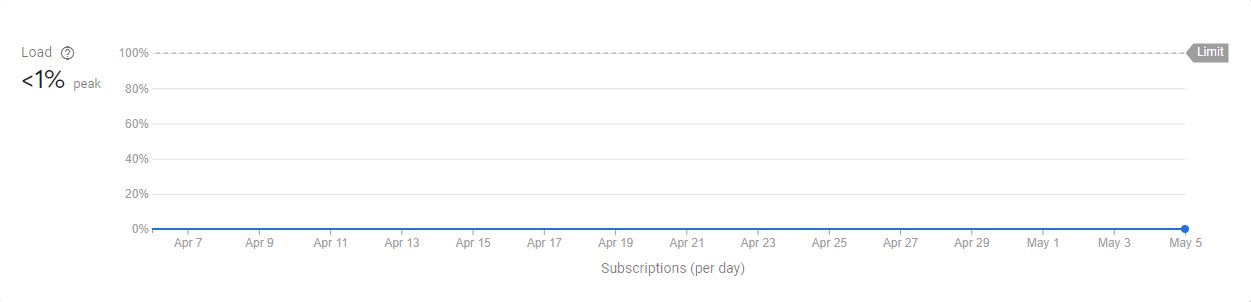 Load
<1% peak
100%
Limit
80%
60%
40%
20%
0%
Apr 7 Apr 9 Apr 11 Apr 13 Apr 15 Apr 17 Apr 19 Apr 21 Apr 23 Apr 25 Apr 27 Apr 29 May 1 May 3 May 5
Subscriptions (per day)